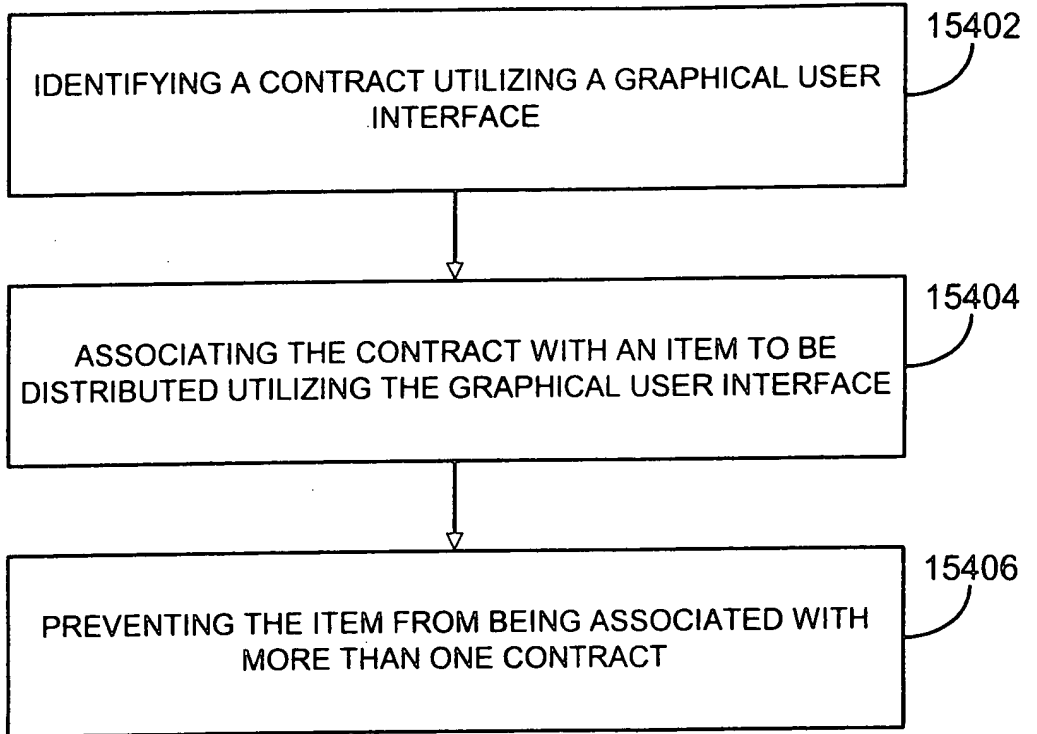 15402
IDENTIFYING A CONTRACT UTILIZING A GRAPHICAL USER
INTERFACE
15404
ASSOCIATING THE CONTRACT WITH AN ITEM TO BE
DISTRIBUTED UTILIZING THE GRAPHICAL USER INTERFACE
15406
PREVENTING THE ITEM FROM BEING ASSOCIATED WITH
MORE THAN ONE CONTRACT